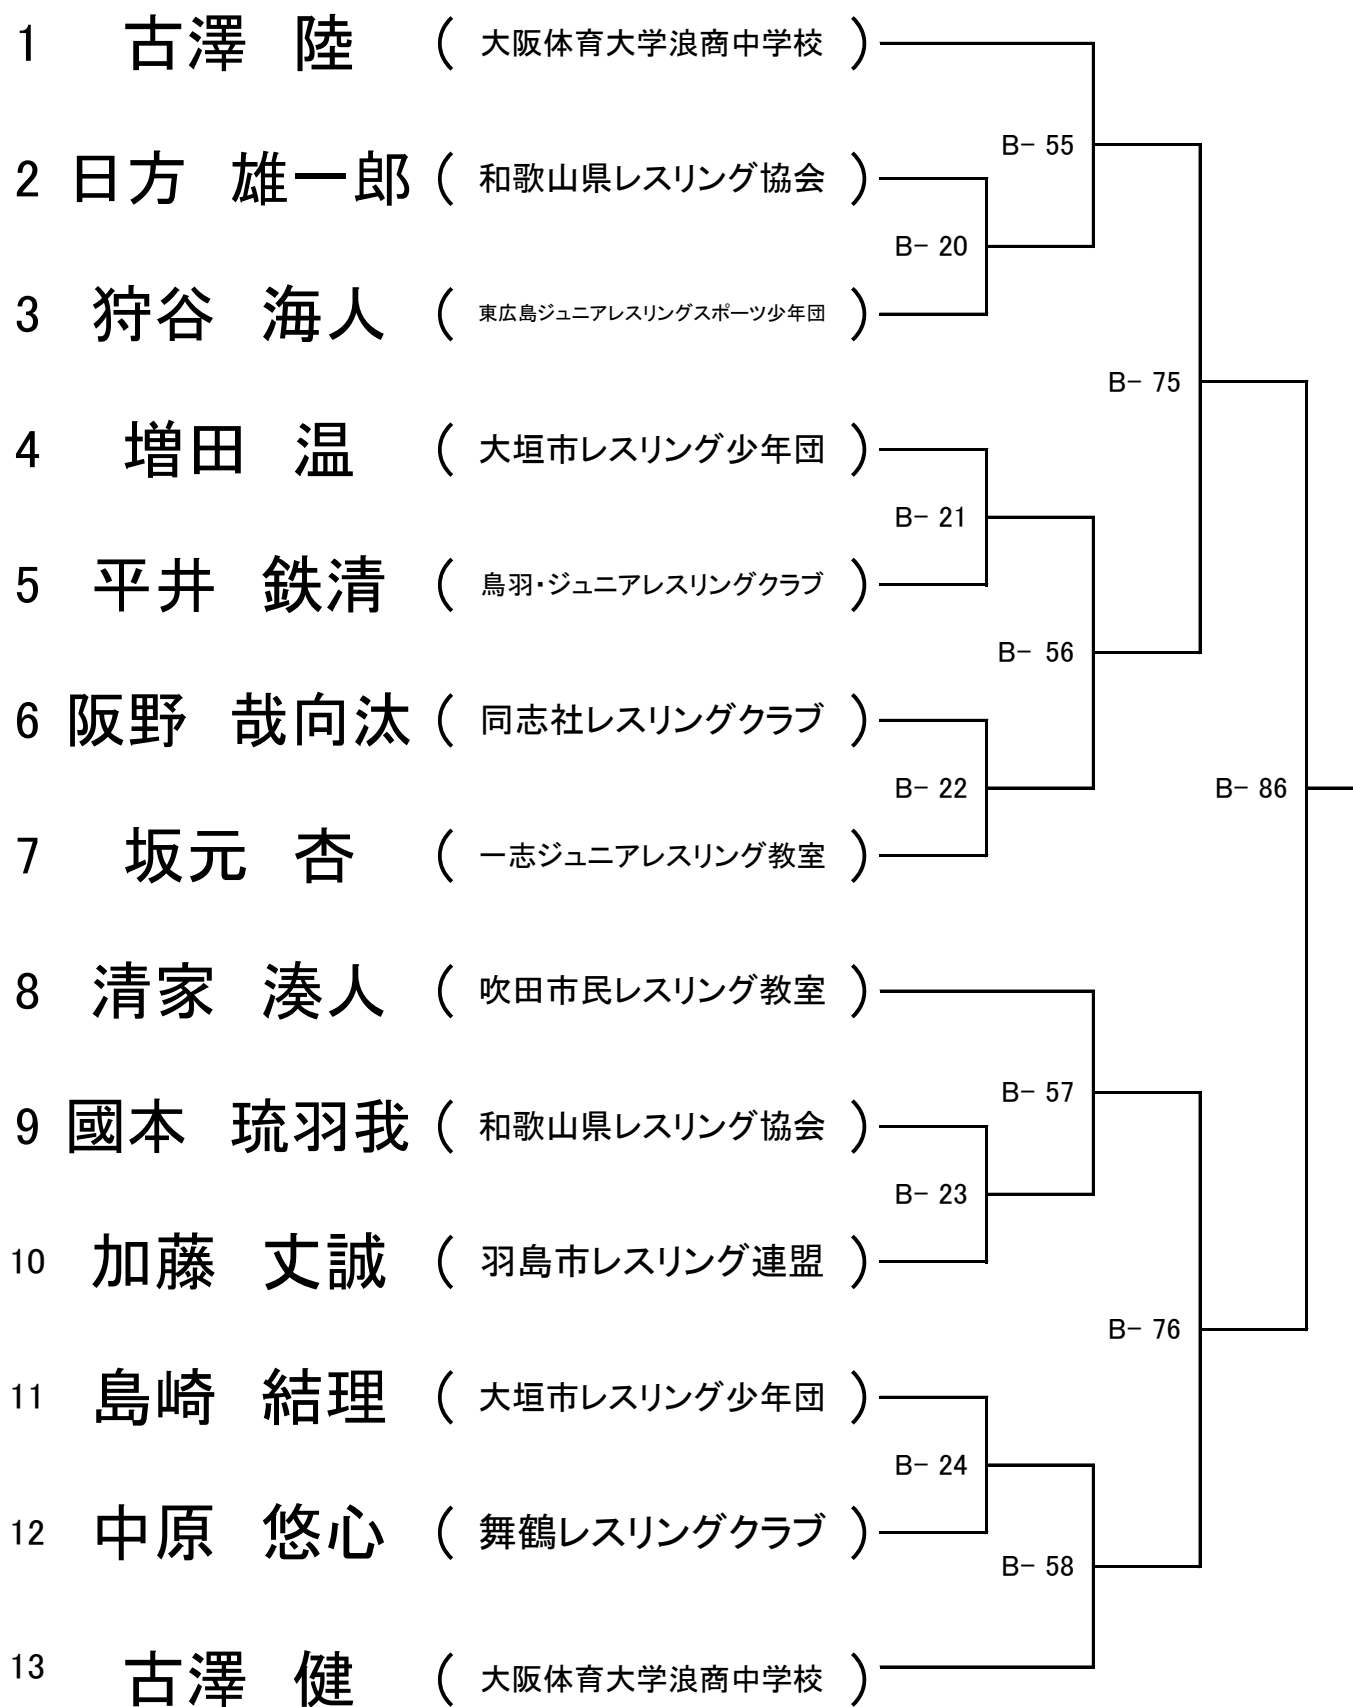 1 古澤 陸 ( 大阪体育大学浪商中学校 )
B- 55
2 日方 雄一郎 ( 和歌山県レスリング協会 )
B- 20
3 狩谷 海人 ( 東広島ジュニアレスリングスポーツ少年団 )
B- 75
4 増田 温 ( 大垣市レスリング少年団 )
B- 21
5 平井 鉄清 ( 鳥羽・ジュニアレスリングクラブ )
B- 56
6 阪野 哉向汰 ( 同志社レスリングクラブ )
B- 22
B- 86
7 坂元 杏 ( 一志ジュニアレスリング教室 )
8 清家 湊人 ( 吹田市民レスリング教室 )
B- 57
9 國本 琉羽我 ( 和歌山県レスリング協会 )
B- 23
10 加藤 丈誠 ( 羽島市レスリング連盟 )
B- 76
11 島崎 結理 ( 大垣市レスリング少年団 )
B- 24
12 中原 悠心 ( 舞鶴レスリングクラブ )
B- 58
13 古澤 健 ( 大阪体育大学浪商中学校 )